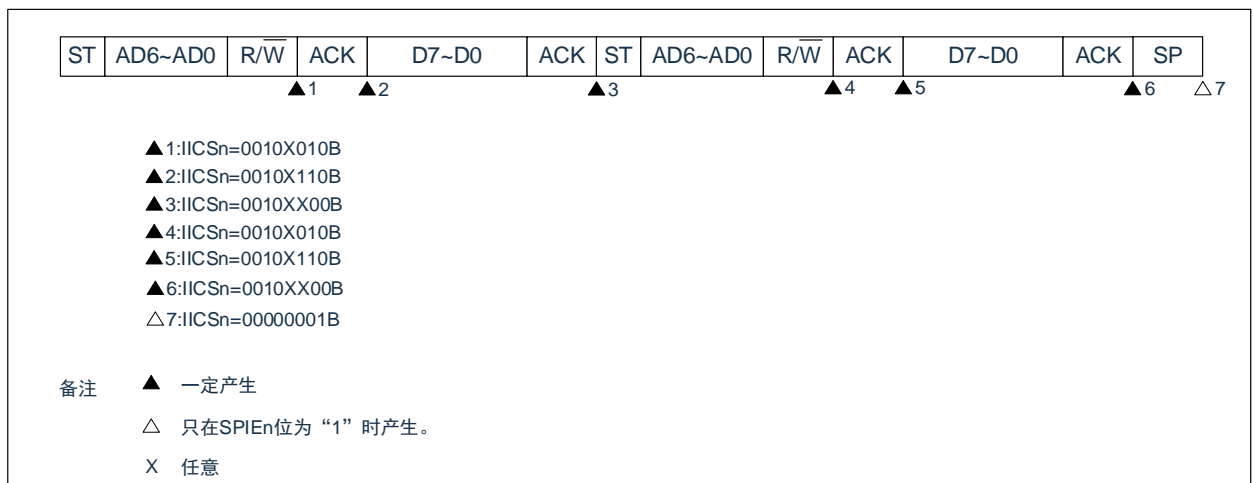 ST AD6~AD0 R/W̅ ACK D7~D0 ACK ST AD6~AD0 R/W̅ ACK D7~D0 ACK SP
▲1 ▲2 ▲3 ▲4 ▲5 ▲6 △7
▲1:IICSn=0010X010B
▲2:IICSn=0010X110B
▲3:IICSn=0010XX00B
▲4:IICSn=0010X010B
▲5:IICSn=0010X110B
▲6:IICSn=0010XX00B
△7:IICSn=00000001B
备注 ▲ 一定产生
△ 只在SPIEn位为“1”时产生。
X 任意